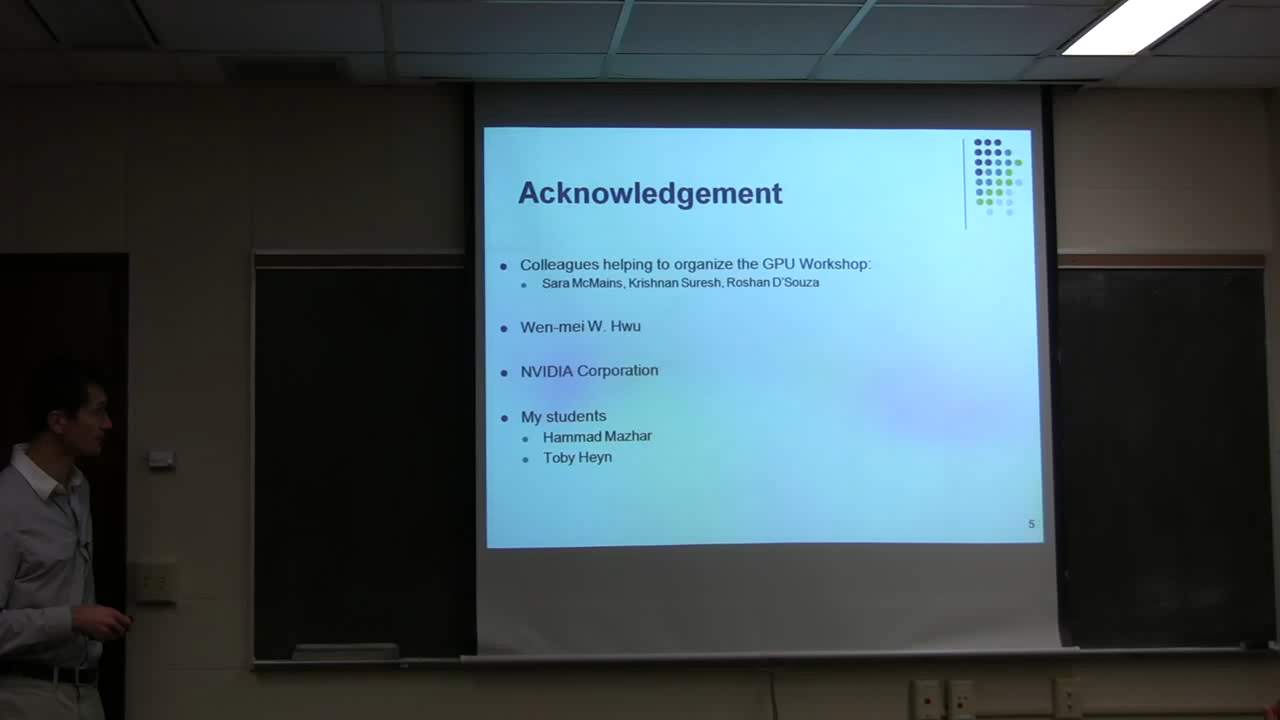 Acknowledgement
Colleagues helping to organize the GPU Workshop:
Sara McMains, Krishnan Suresh, Roshan D'Souza
Wen-mei W. Hwu
NVIDIA Corporation
My students
Hammad Mazhar
Toby Heyn
5